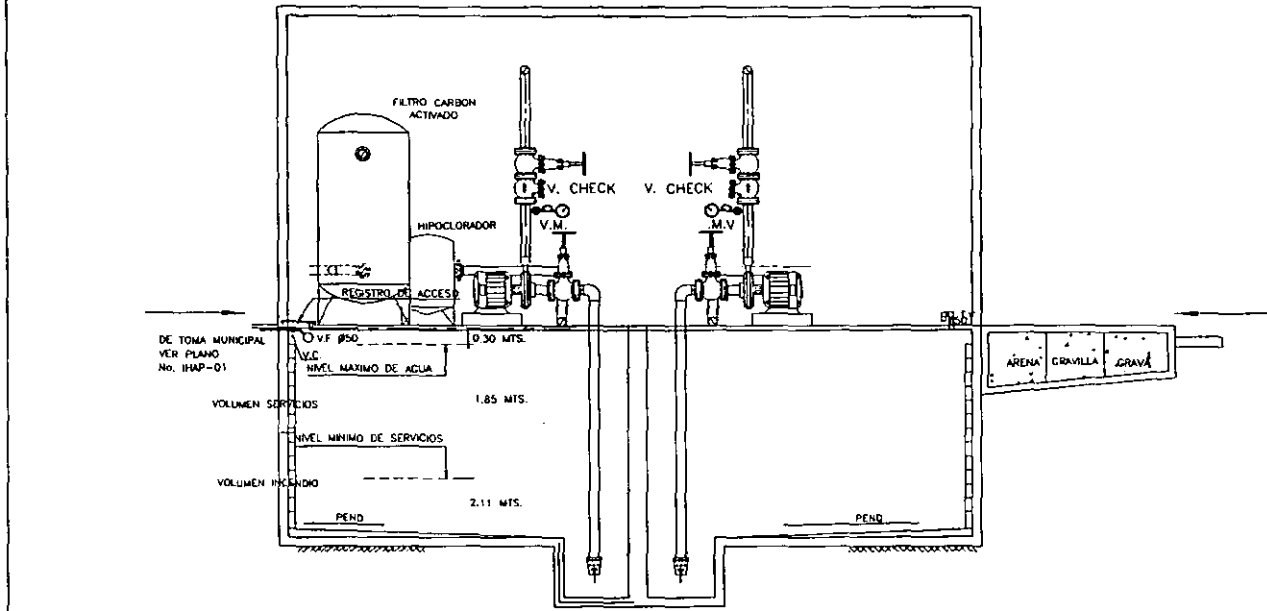 FILTRO CARBON
ACTIVADO
V. CHECK
V. CHECK
V.M.
.M.V
HIPOCLORADOR
REGISTRO DE ACCESO
DE TOMA MUNICIPAL
VER PLANO
No. IHAP-01
V.F Ø50
V.C.
0.30 MTS.
NIVEL MAXIMO DE AGUA
ARENA
GRAVILLA
GRAVA
VOLUMEN SERVICIOS
1.85 MTS.
NIVEL MINIMO DE SERVICIOS
VOLUMEN INCENDIO
2.11 MTS.
PEND
PEND